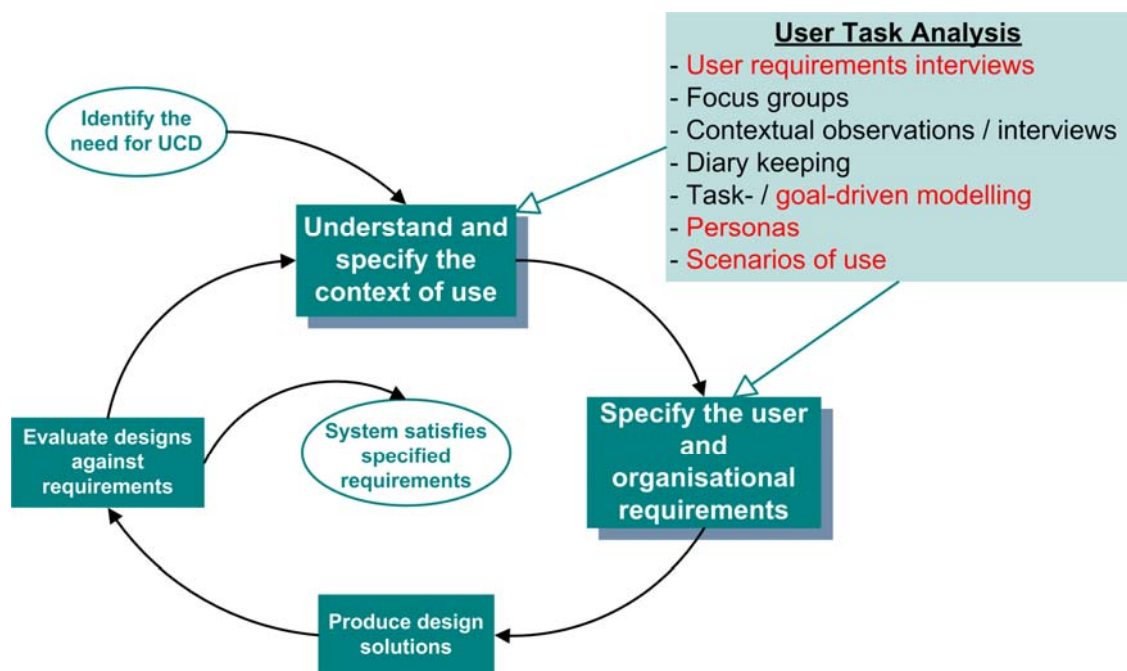 User Task Analysis
- User requirements interviews
- Focus groups
- Contextual observations / interviews
- Diary keeping
- Task- / goal-driven modelling
- Personas
- Scenarios of use
Identify the
need for UCD
Understand and
specify the
context of use
Specify the user
and
organisational
requirements
Produce design
solutions
Evaluate designs
against
requirements
System satisfies
specified
requirements